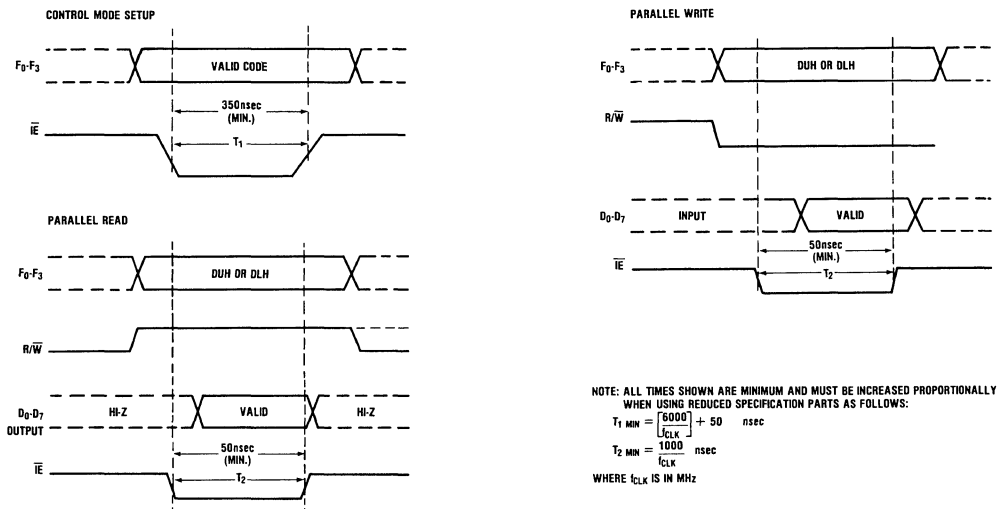 CONTROL MODE SETUP
F0-F3
VALID CODE
350nsec
(MIN.)
IE
T1
PARALLEL READ
F0-F3
DUH OR DLH
R/W
D0-D7
OUTPUT
HI-Z
VALID
HI-Z
50nsec
(MIN.)
IE
T2
PARALLEL WRITE
F0-F3
DUH OR DLH
R/W
D0-D7
INPUT
VALID
50nsec
(MIN.)
IE
T2
NOTE: ALL TIMES SHOWN ARE MINIMUM AND MUST BE INCREASED PROPORTIONALLY
WHEN USING REDUCED SPECIFICATION PARTS AS FOLLOWS:
T1 MIN = [6000/fCLK] + 50 nsec
T2 MIN = 1000/fCLK nsec
WHERE fCLK IS IN MHz